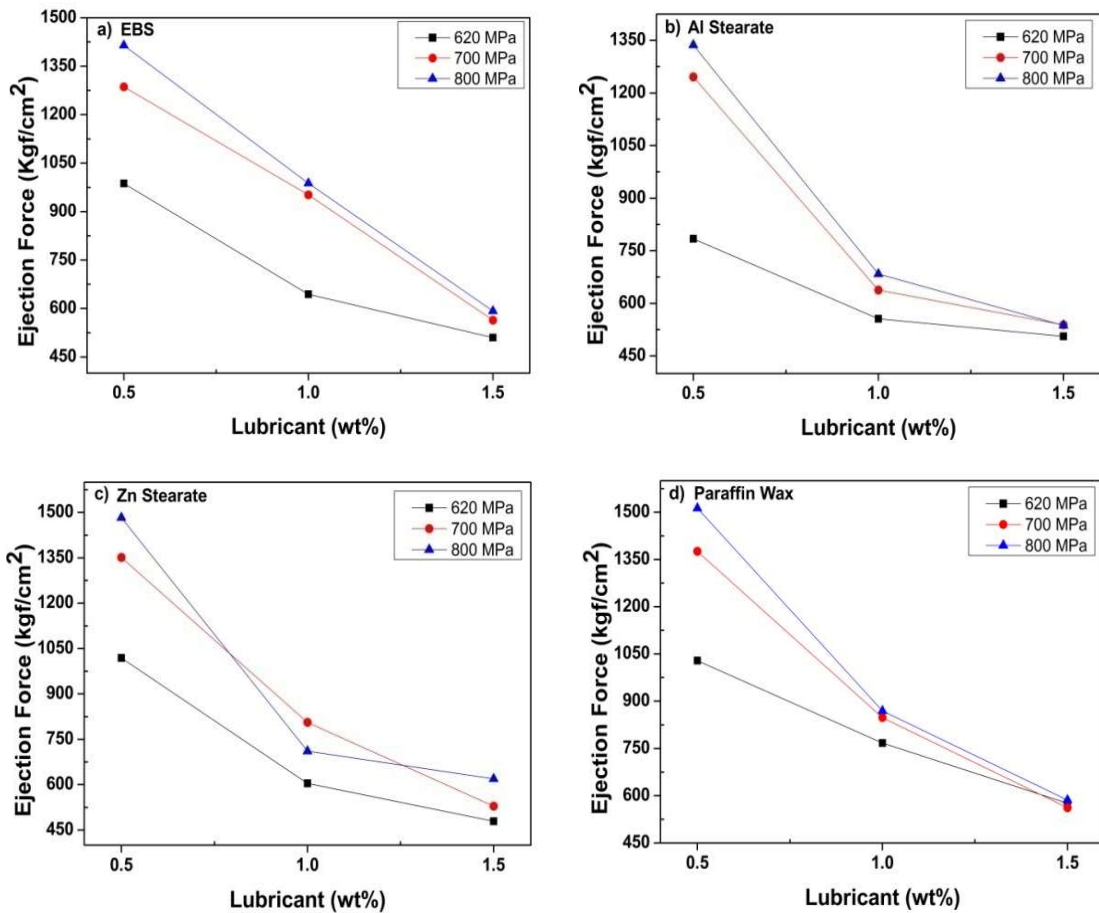 a) EBS
620 MPa
700 MPa
800 MPa
1500
1350
1200
1050
900
750
600
450
Ejection Force (Kgf/cm²)
0.5
1.0
1.5
Lubricant (wt%)
b) Al Stearate
620 MPa
700 MPa
800 MPa
1350
1200
1050
900
750
600
450
Ejection Force (kgf/cm²)
0.5
1.0
1.5
Lubricant (wt%)
c) Zn Stearate
620 MPa
700 MPa
800 MPa
1500
1350
1200
1050
900
750
600
450
Ejection Force (kgf/cm²)
0.5
1.0
1.5
Lubricant (wt%)
d) Paraffin Wax
620 MPa
700 MPa
800 MPa
1500
1350
1200
1050
900
750
600
450
Ejection Force (kgf/cm²)
0.5
1.0
1.5
Lubricant (wt%)